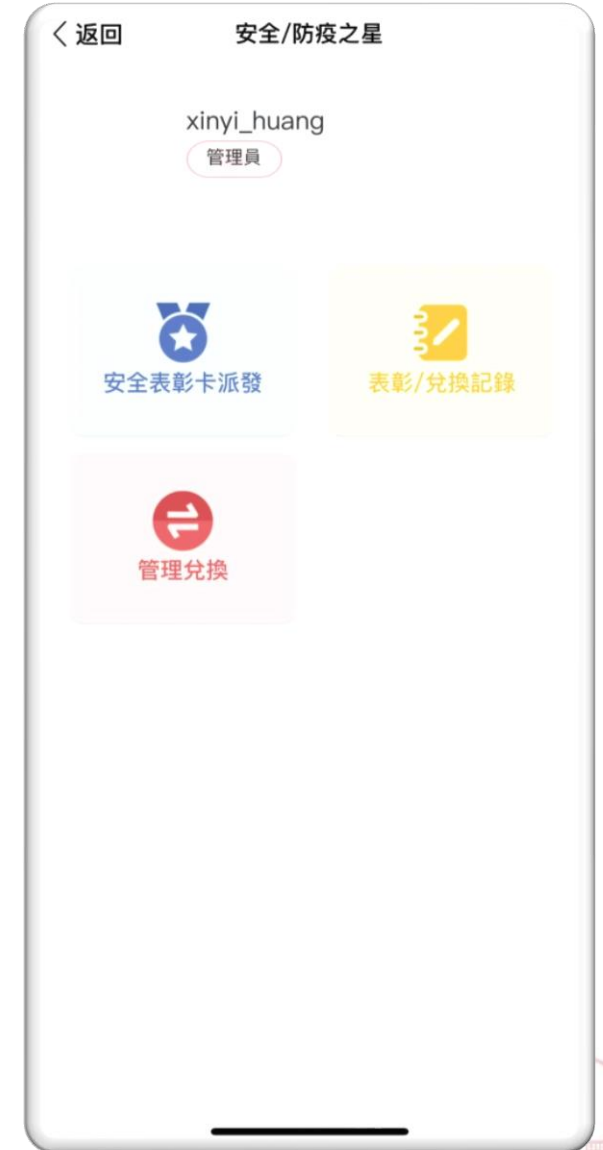 返回 安全/防疫之星
xinyi_huang
管理員
安全表彰卡派發 表彰/兌換記錄
管理兌換